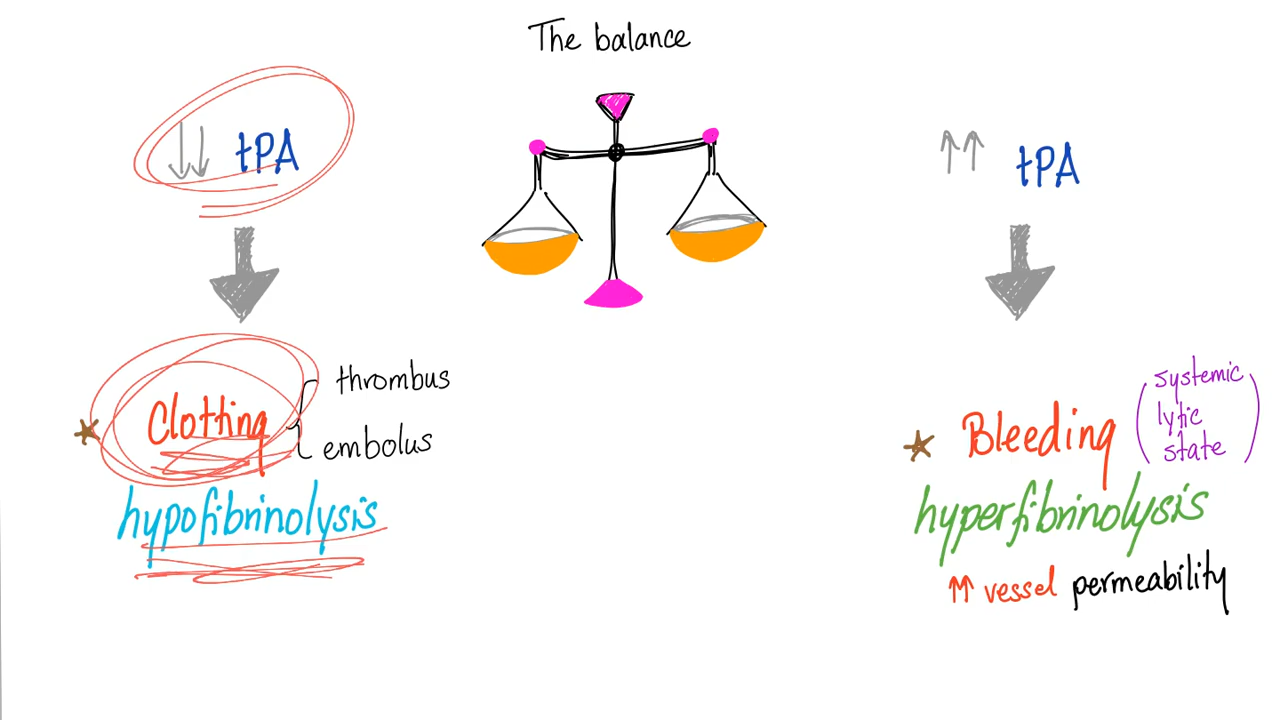 The balance
↓↓ tPA
Clotting
thrombus
embolus
hypofibrinolysis
↑↑ tPA
Bleeding
(systemic
lytic
state)
hyperfibrinolysis
↑↑ vessel permeability